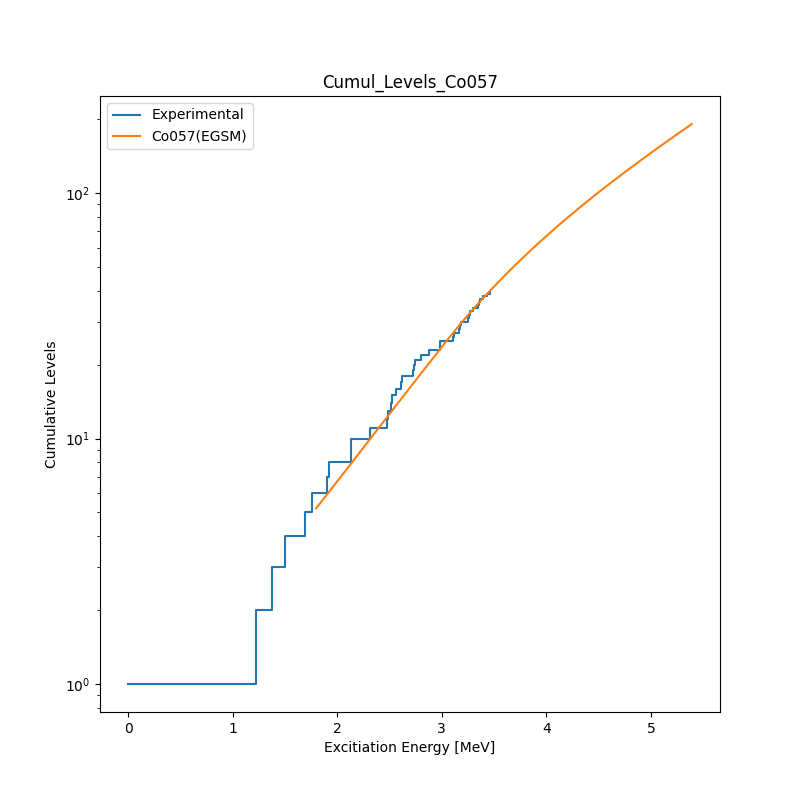 Cumul_Levels_Co057
Experimental
Co057(EGSM)
10²
10¹
10⁰
Cumulative Levels
0 1 2 3 4 5
Excitiation Energy [MeV]